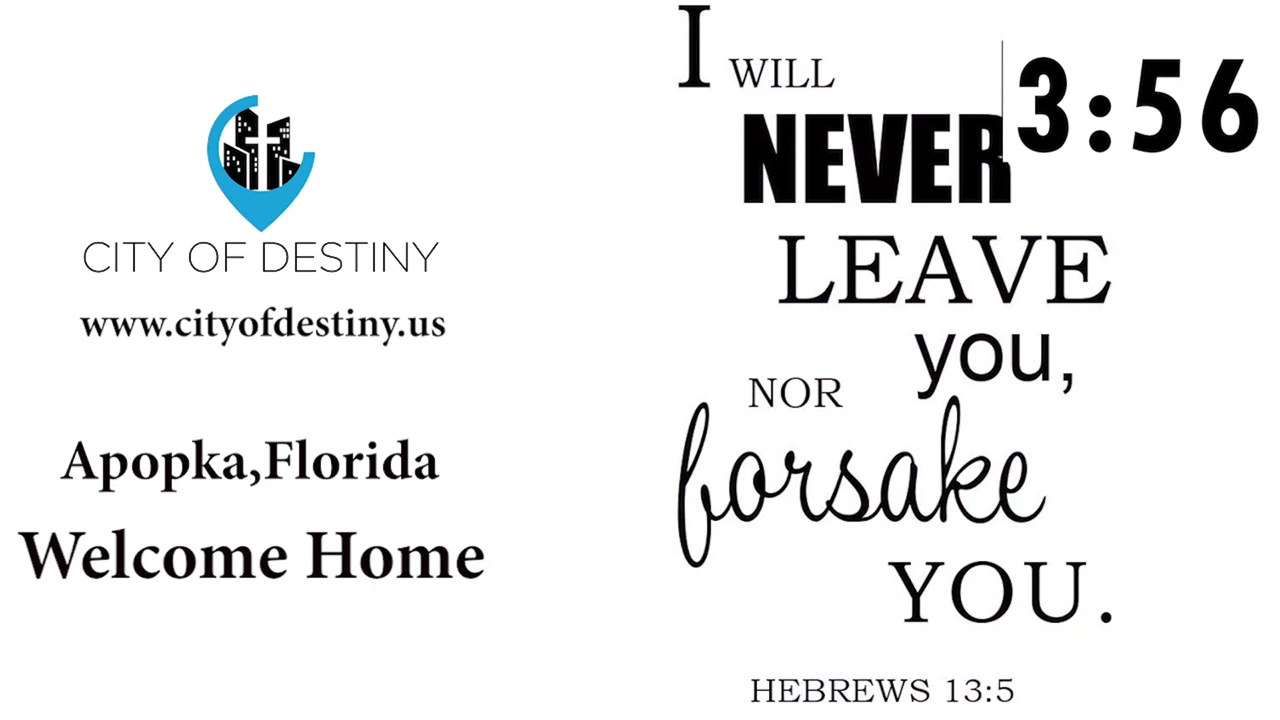 CITY OF DESTINY
www.cityofdestiny.us
Apopka,Florida
Welcome Home
I WILL
3:56
NEVER
LEAVE
you,
NOR
forsake
YOU.
HEBREWS 13:5